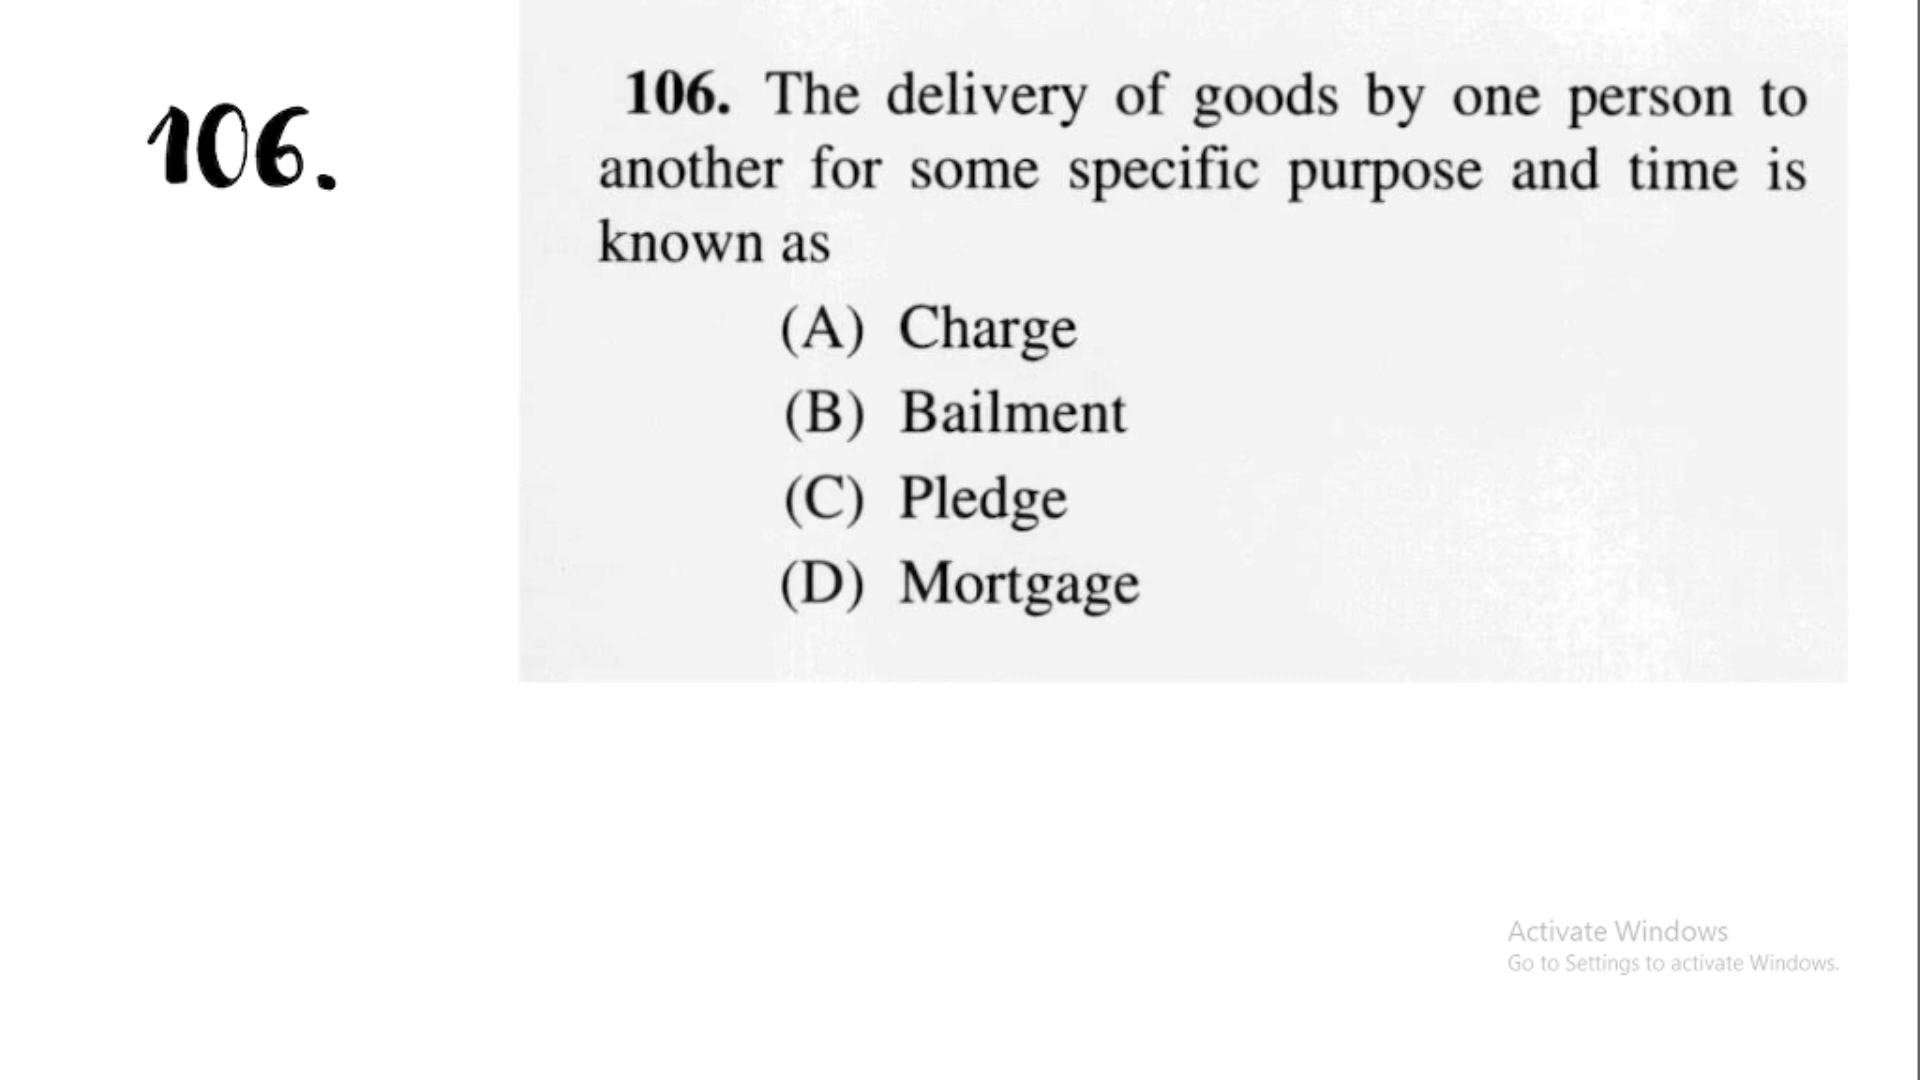 106.
106. The delivery of goods by one person to
another for some specific purpose and time is
known as
(A) Charge
(B) Bailment
(C) Pledge
(D) Mortgage
Activate Windows
Go to Settings to activate Windows.